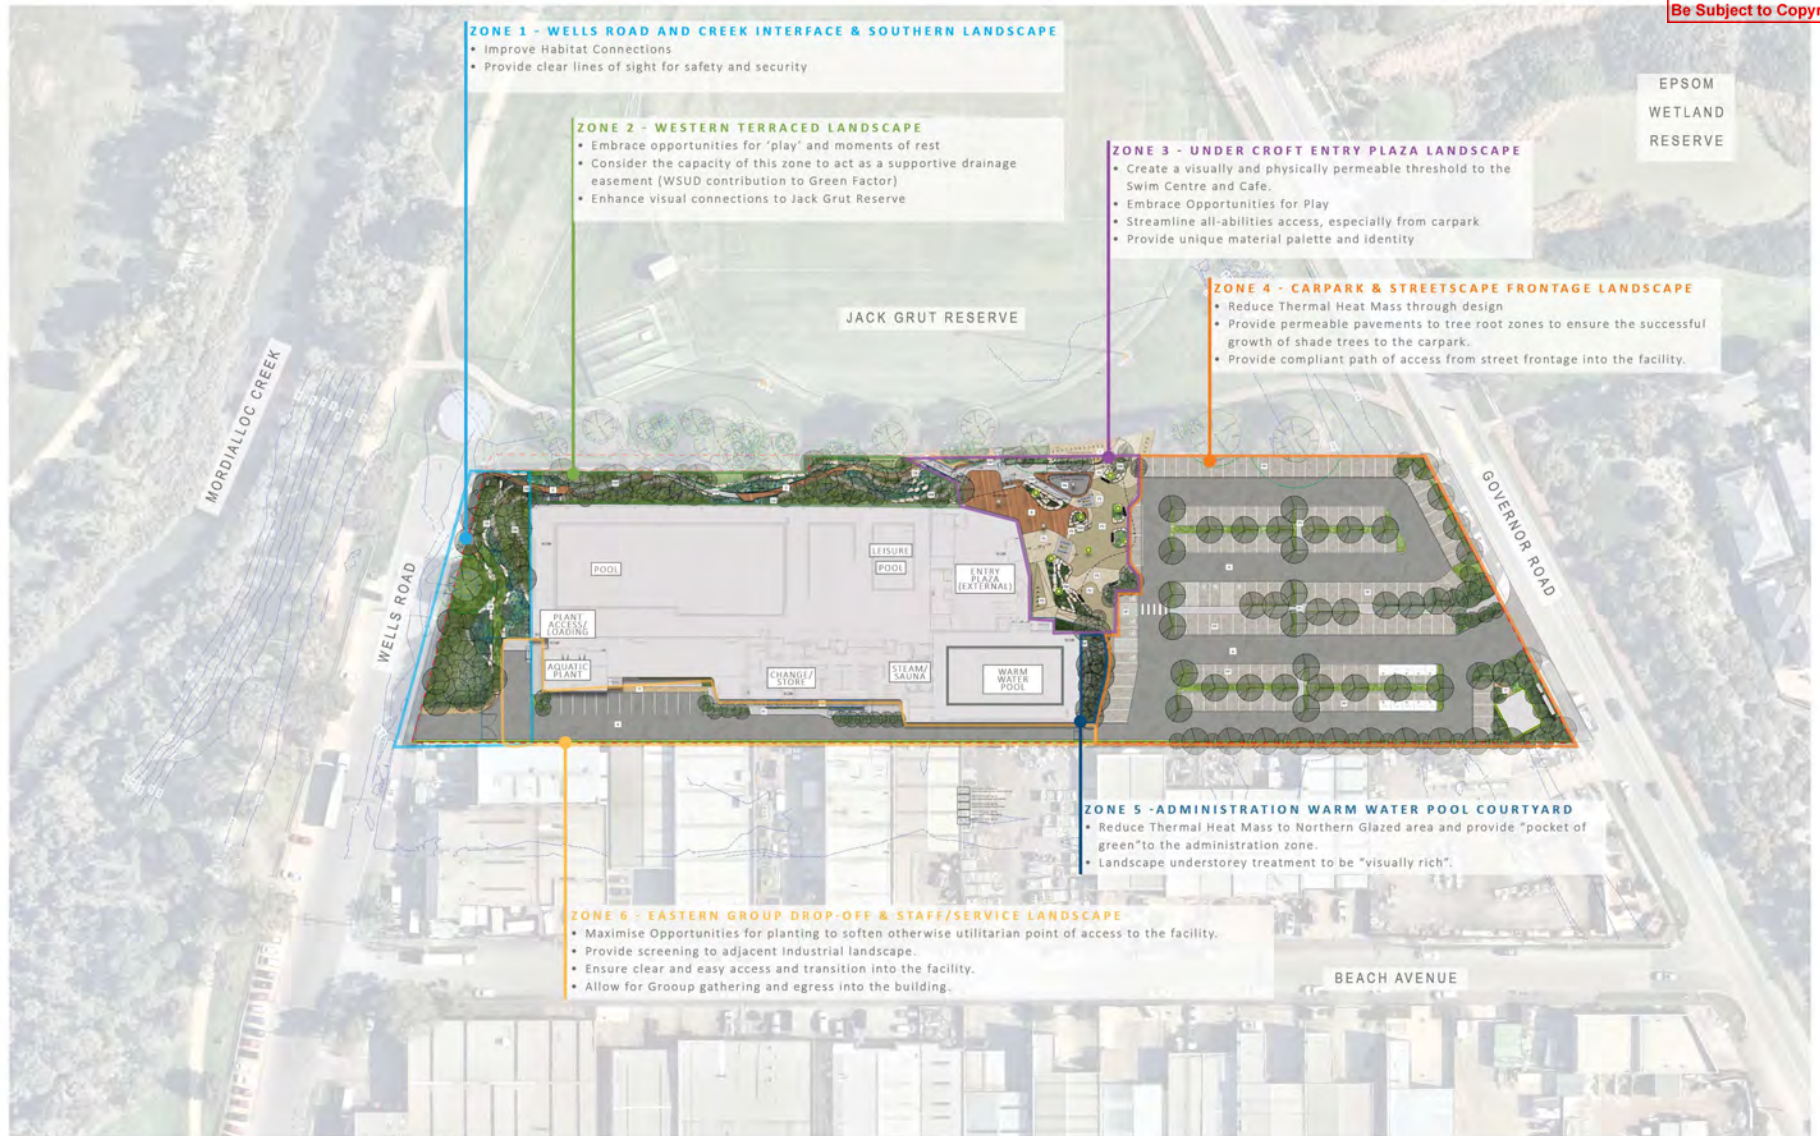 Be Subject to Copyr
ZONE 1 - WELLS ROAD AND CREEK INTERFACE & SOUTHERN LANDSCAPE
• Improve Habitat Connections
• Provide clear lines of sight for safety and security
EPSOM
WETLAND
RESERVE
ZONE 2 - WESTERN TERRACED LANDSCAPE
• Embrace opportunities for 'play' and moments of rest
• Consider the capacity of this zone to act as a supportive drainage
easement (WSUD contribution to Green Factor)
• Enhance visual connections to Jack Grut Reserve
ZONE 3 - UNDER CROFT ENTRY PLAZA LANDSCAPE
• Create a visually and physically permeable threshold to the
Swim Centre and Cafe.
• Embrace Opportunities for Play
• Streamline all-abilities access, especially from carpark
• Provide unique material palette and identity
ZONE 4 - CARPARK & STREETSCAPE FRONTAGE LANDSCAPE
• Reduce Thermal Heat Mass through design
• Provide permeable pavements to tree root zones to ensure the successful
growth of shade trees to the carpark.
• Provide compliant path of access from street frontage into the facility.
JACK GRUT RESERVE
MORDIALLOC CREEK
WELLS ROAD
GOVERNOR ROAD
POOL
LEISURE
POOL
ENTRY
PLAZA
(EXTERNAL)
PLANT
ACCESS/
LOADING
AQUATIC
PLANT
CHANGE/
STORE
STEAM/
SAUNA
WARM
WATER
POOL
ZONE 5 -ADMINISTRATION WARM WATER POOL COURTYARD
• Reduce Thermal Heat Mass to Northern Glazed area and provide "pocket of
green"to the administration zone.
• Landscape understorey treatment to be "visually rich".
ZONE 6 - EASTERN GROUP DROP-OFF & STAFF/SERVICE LANDSCAPE
• Maximise Opportunities for planting to soften otherwise utilitarian point of access to the facility.
• Provide screening to adjacent Industrial landscape.
• Ensure clear and easy access and transition into the facility.
• Allow for Grooup gathering and egress into the building.
BEACH AVENUE